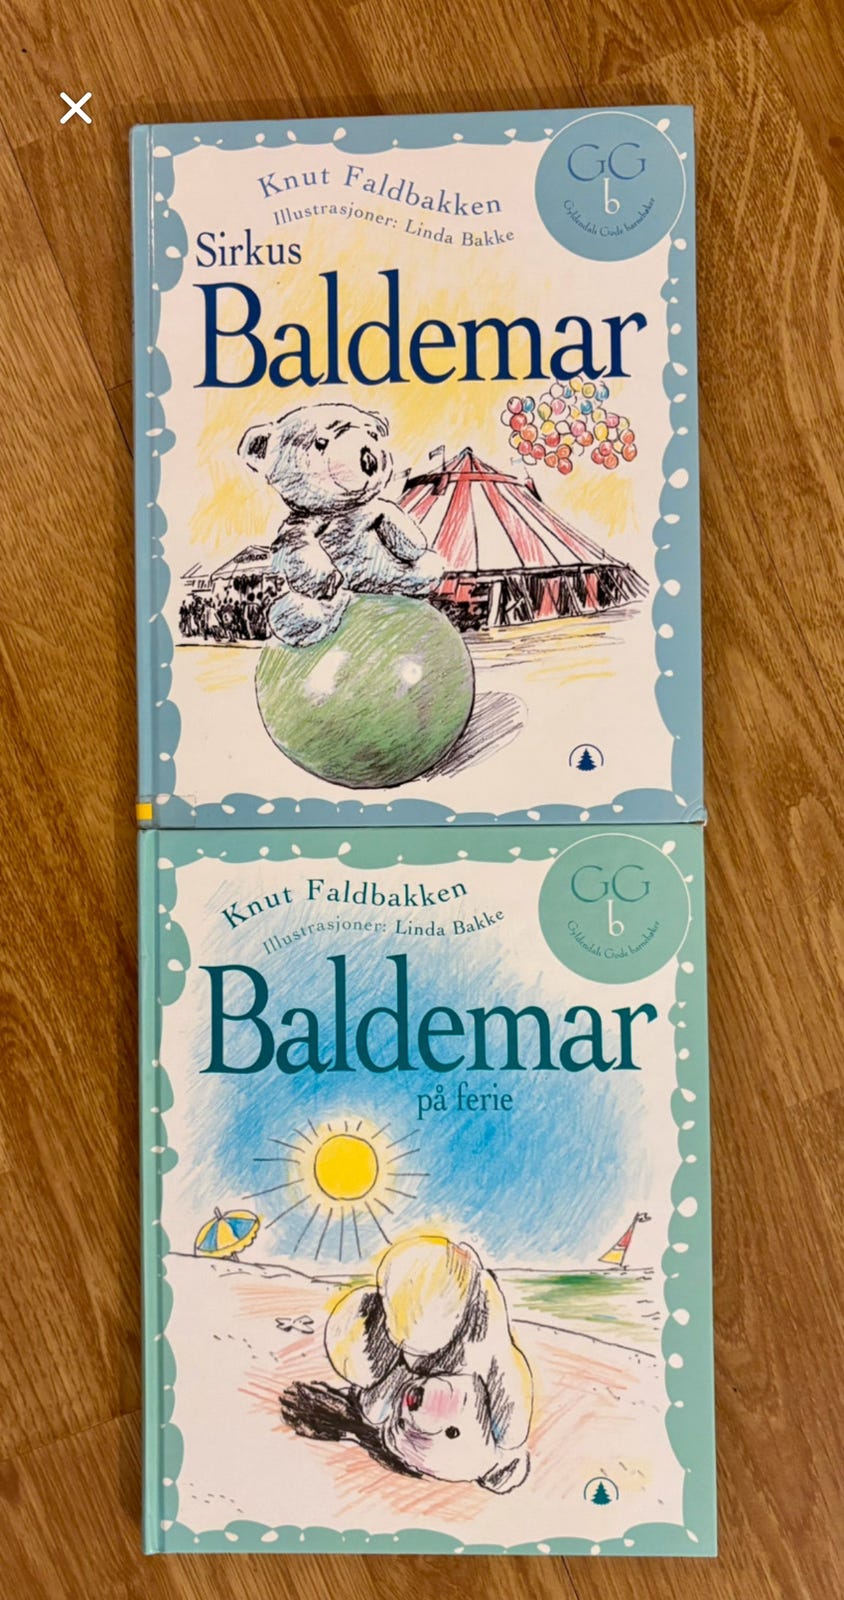 Knut Faldbakken
Illustrasjoner: Linda Bakke
GG
b
Gyldendals Gode barnebøker
Sirkus
Baldemar
Knut Faldbakken
Illustrasjoner: Linda Bakke
GG
b
Gyldendals Gode barnebøker
Baldemar
på ferie